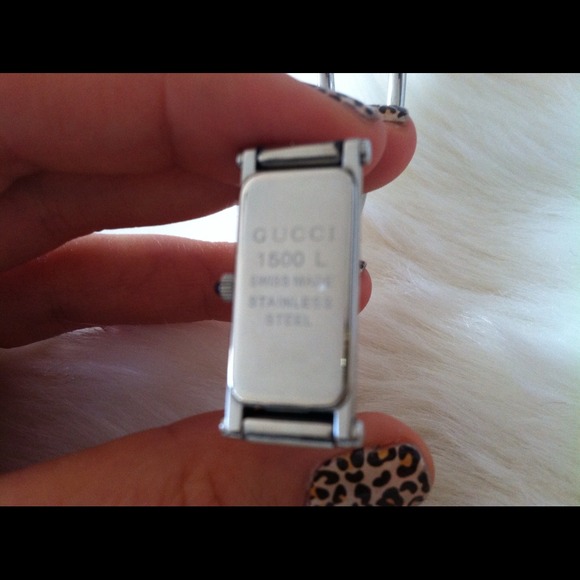 GUCCI
1500 L
SWISS MADE
STAINLESS
STEEL